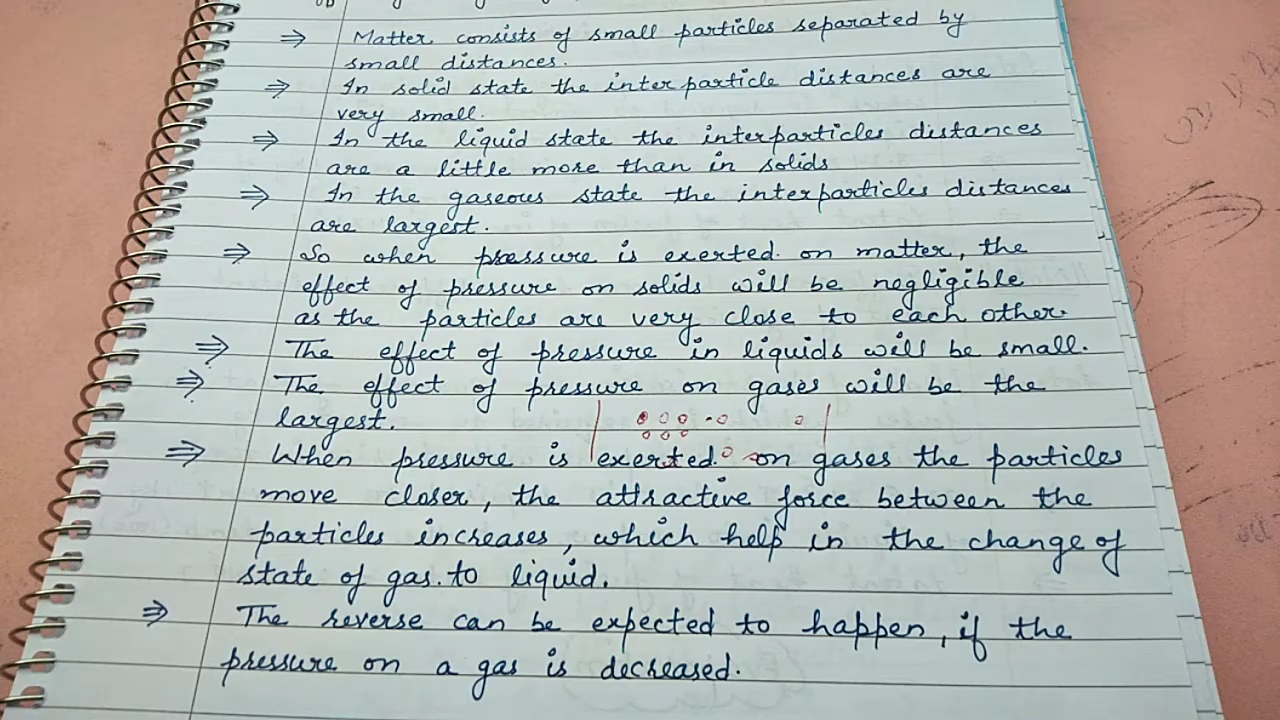 ⇒ Matter consists of small particles separated by
small distances.
⇒ In solid state the interparticle distances are
very small.
⇒ In the liquid state the interparticles distances
are a little more than in solids
⇒ In the gaseous state the interparticles distances
are largest.
⇒ So when pressure is exerted. on matter, the
effect of pressure on solids will be negligible
as the particles are very close to each other.
⇒ The effect of pressure in liquids will be small.
⇒ The effect of pressure on gases will be the
largest.
⇒ When pressure is exerted. on gases the particles
move closer, the attractive force between the
particles increases, which help in the change of
state of gas. to liquid.
⇒ The reverse can be expected to happen, if the
pressure on a gas is decreased.